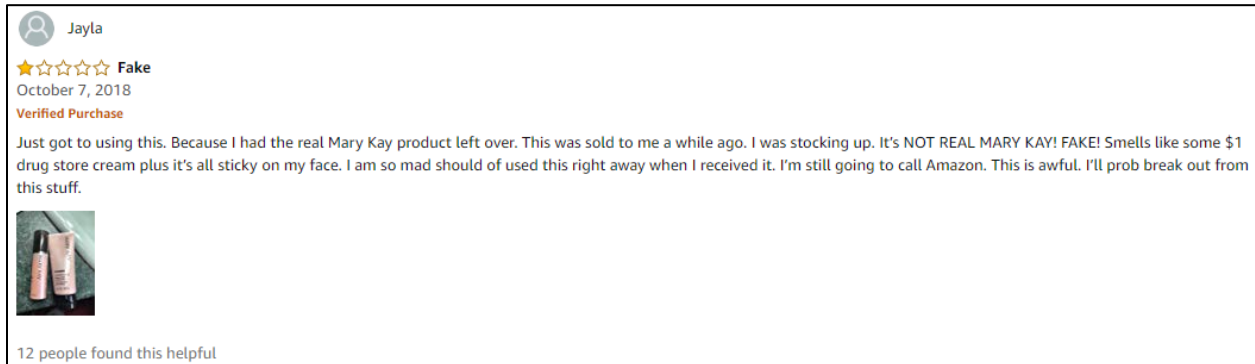 Jayla
Fake
October 7, 2018
Verified Purchase
Just got to using this. Because I had the real Mary Kay product left over. This was sold to me a while ago. I was stocking up. It's NOT REAL MARY KAY! FAKE! Smells like some $1
drug store cream plus it's all sticky on my face. I am so mad should of used this right away when I received it. I'm still going to call Amazon. This is awful. I'll prob break out from
this stuff.
12 people found this helpful